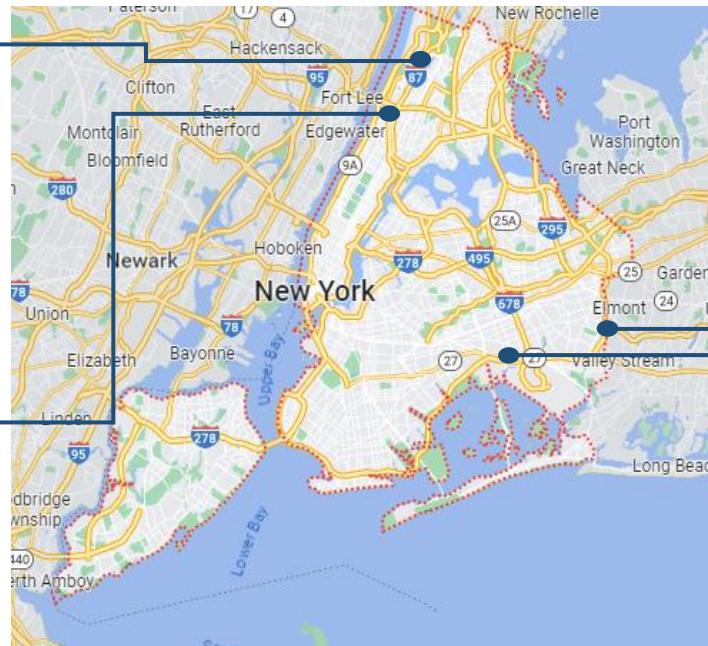 Paterson
17
4
New Rochelle
Hackensack
95
87
Clifton
Fort Lee
East
Rutherford
Edgewater
Montclair
Bloomfield
Port
Washington
Great Neck
9A
280
25A
295
Hoboken
Newark
278
495
25
Garden
New York
678
Elmont
24
78
Union
78
Bayonne
Elizabeth
Upper Bay
27
27
Valley Stream
Linden
278
95
Long Beac
odbridge
wnship
Lower Bay
440
erth Amboy